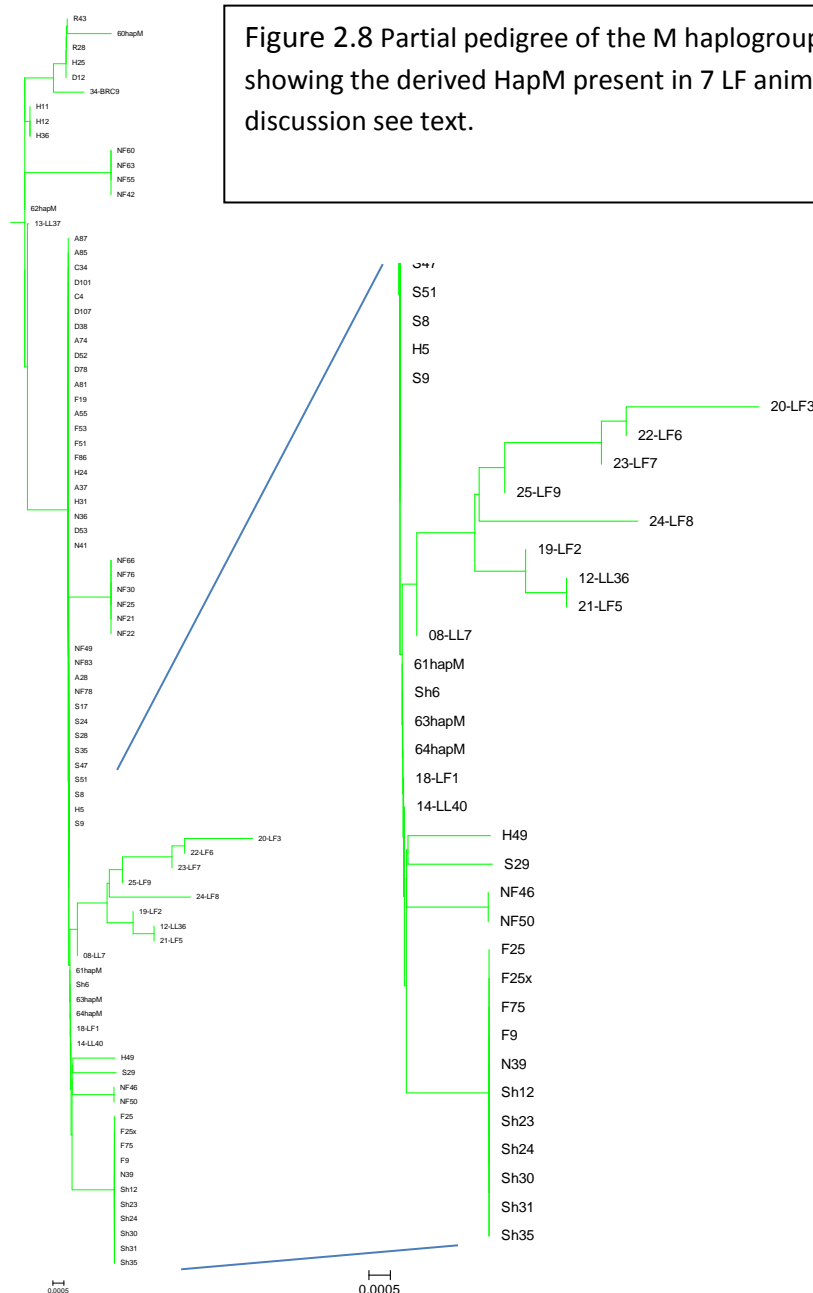 Figure 2.8 Partial pedigree of the M haplogroup
showing the derived HapM present in 7 LF anim
discussion see text.
R43
60hapM
R28
H25
D12
34-BRC9
H11
H12
H36
NF60
NF63
NF55
NF42
62hapM
13-LL37
A87
A85
C34
D101
C4
D107
D38
A74
D52
D78
A81
F19
A55
F53
F51
F86
H24
A37
H31
N36
D53
N41
NF66
NF76
NF30
NF25
NF21
NF22
NF49
NF83
A28
NF78
S17
S24
S28
S35
S47
S51
S8
H5
S9
20-LF3
22-LF6
23-LF7
25-LF9
24-LF8
19-LF2
12-LL36
21-LF5
08-LL7
61hapM
Sh6
63hapM
64hapM
18-LF1
14-LL40
H49
S29
NF46
NF50
F25
F25x
F75
F9
N39
Sh12
Sh23
Sh24
Sh30
Sh31
Sh35
0.0005
S47
S51
S8
H5
S9
20-LF3
22-LF6
23-LF7
25-LF9
24-LF8
19-LF2
12-LL36
21-LF5
08-LL7
61hapM
Sh6
63hapM
64hapM
18-LF1
14-LL40
H49
S29
NF46
NF50
F25
F25x
F75
F9
N39
Sh12
Sh23
Sh24
Sh30
Sh31
Sh35
0.0005